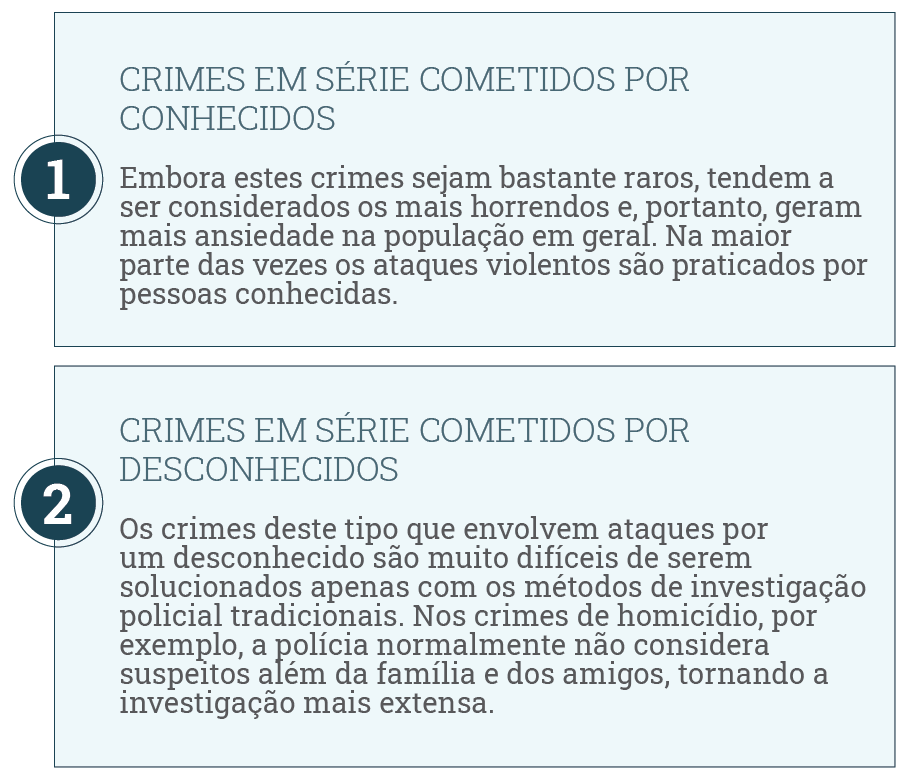 CRIMES EM SÉRIE COMETIDOS POR
CONHECIDOS
1
Embora estes crimes sejam bastante raros, tendem a
ser considerados os mais horrendos e, portanto, geram
mais ansiedade na população em geral. Na maior
parte das vezes os ataques violentos são praticados por
pessoas conhecidas.
CRIMES EM SÉRIE COMETIDOS POR
DESCONHECIDOS
2
Os crimes deste tipo que envolvem ataques por
um desconhecido são muito difíceis de serem
solucionados apenas com os métodos de investigação
policial tradicionais. Nos crimes de homicídio, por
exemplo, a polícia normalmente não considera
suspeitos além da família e dos amigos, tornando a
investigação mais extensa.